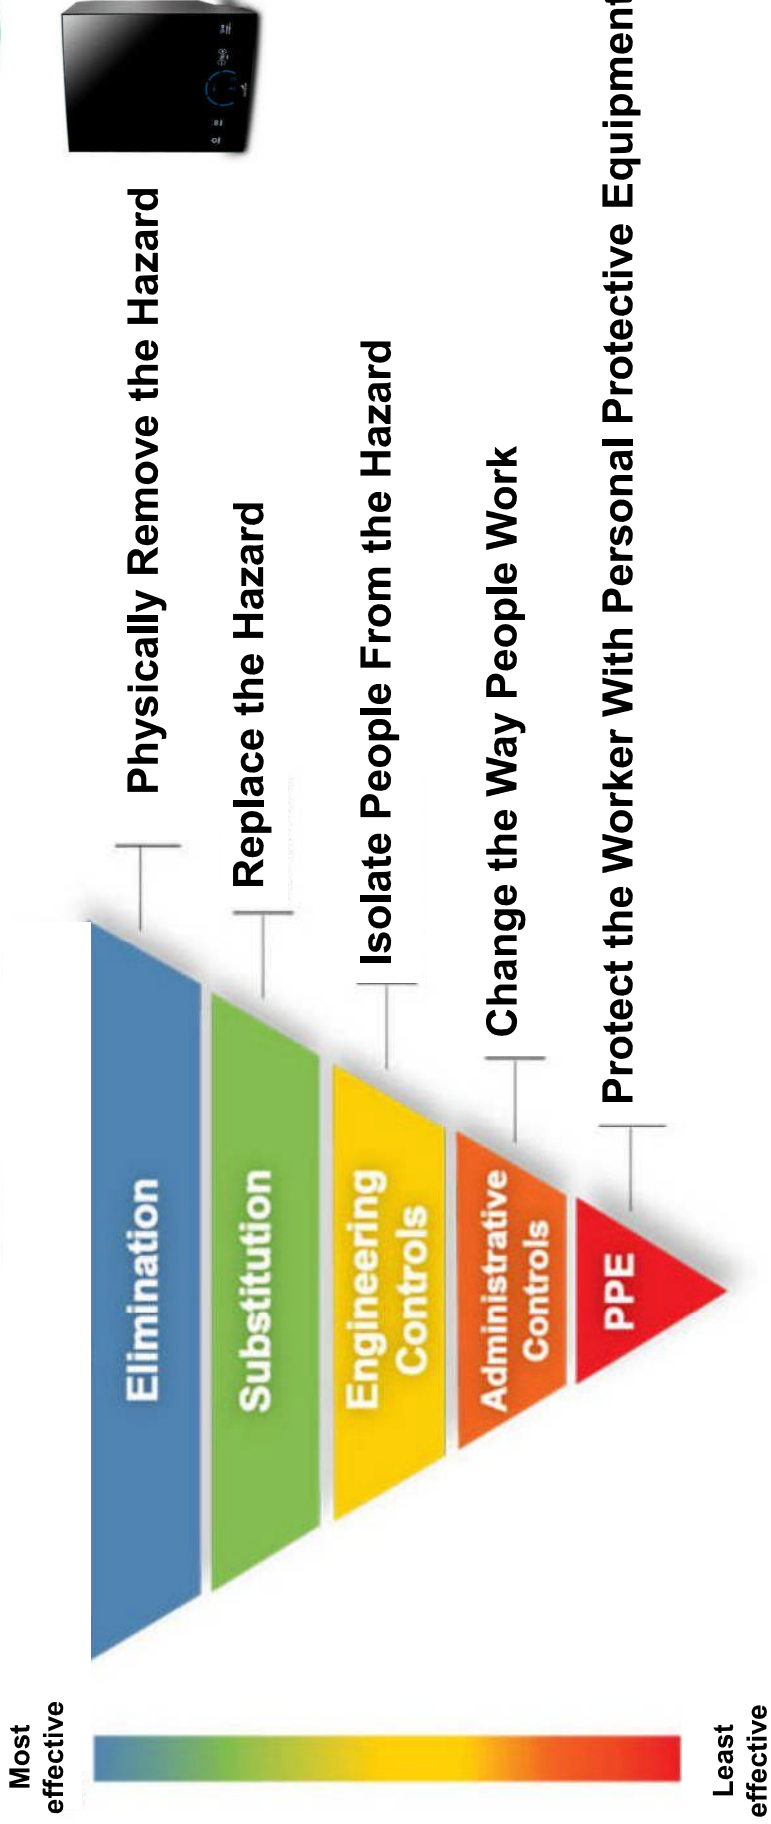 Most
effective
Elimination
Physically Remove the Hazard
Substitution
Replace the Hazard
Engineering
Controls
Isolate People From the Hazard
Administrative
Controls
Change the Way People Work
PPE
Protect the Worker With Personal Protective Equipment
Least
effective